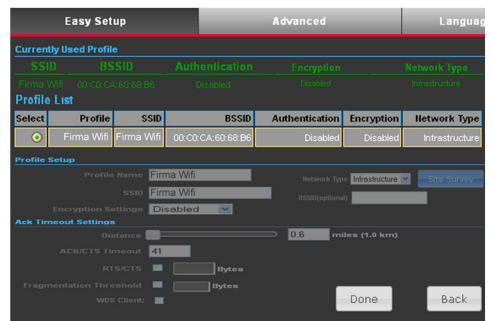 Easy Setup Advanced Languag
Currently Used Profile
SSID BSSID Authentication Encryption Network Type
Firma Wifi 00:C0:CA:60:68:B6 Disabled Disabled Infrastructure
Profile List
Select Profile SSID BSSID Authentication Encryption Network Type
Firma Wifi Firma Wifi 00:C0:CA:60:68:B6 Disabled Disabled Infrastructure
Profile Setup
Profile Name Firma Wifi Network Type Infrastructure Site Survey
SSID Firma Wifi BSSID(optional)
Encryption Settings Disabled
Ack Timeout Settings
Distance 0.6 miles (1.0 km)
ACK/CTS Timeout 41
RTS/CTS Bytes
Fragmentation Threshold Bytes
WDS Client:
Done Back